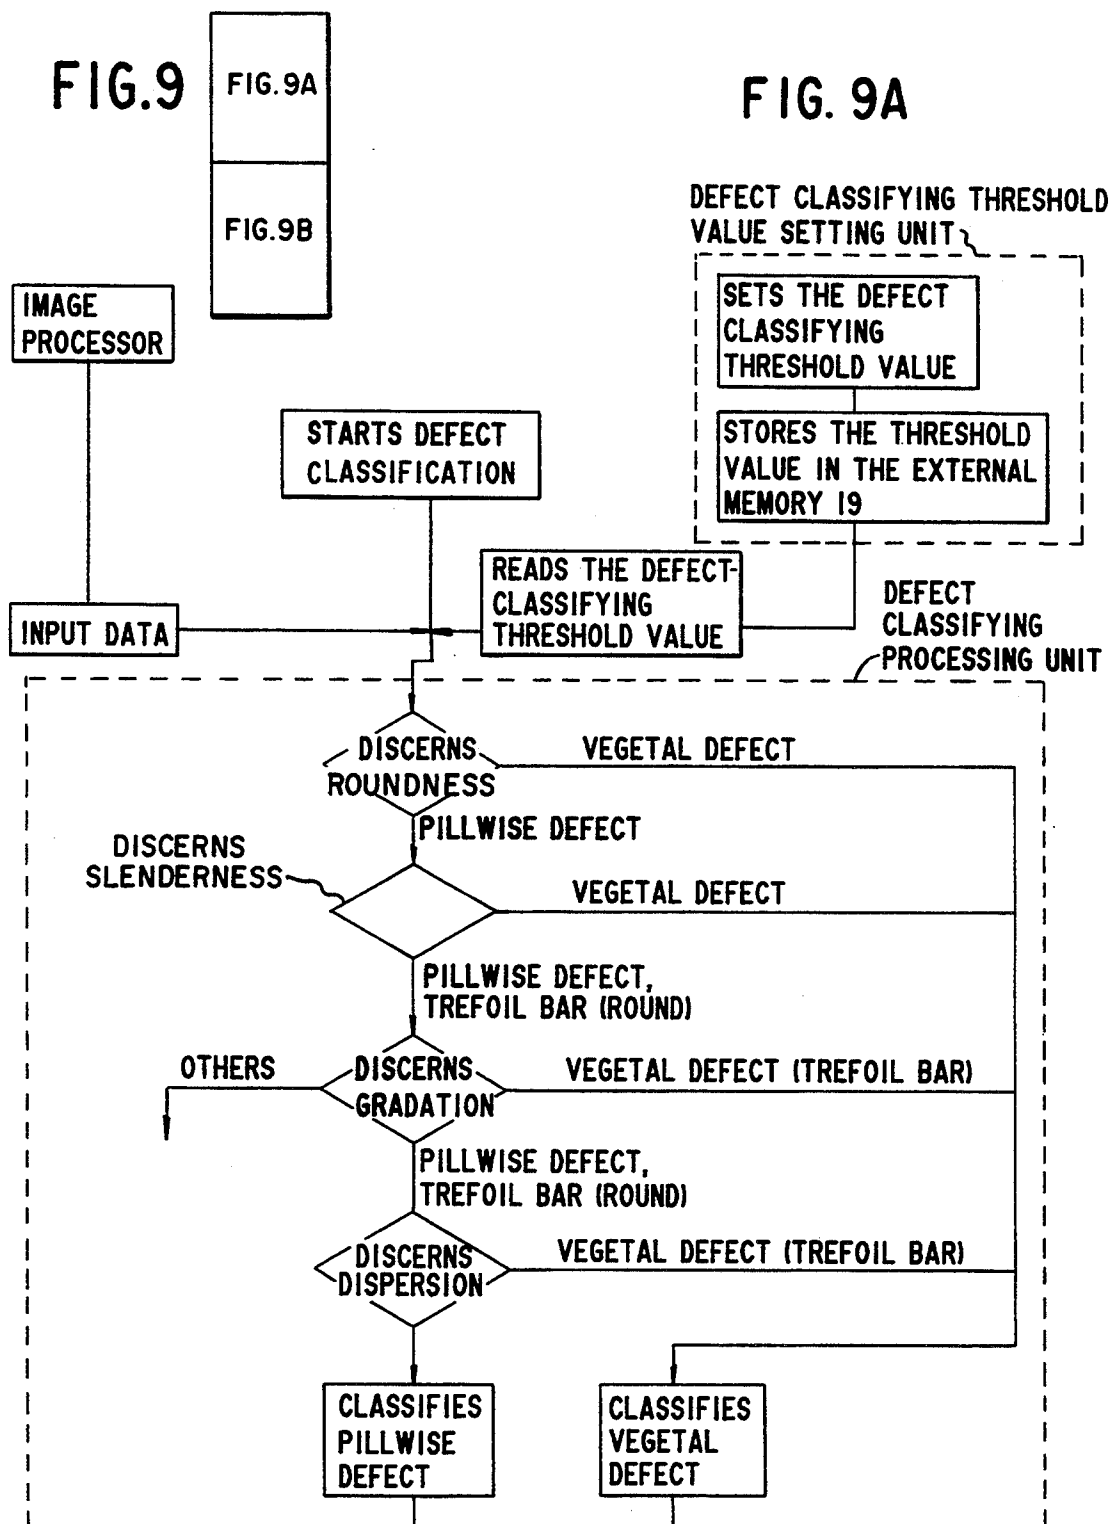 FIG.9
FIG.9A
FIG.9B
FIG. 9A
DEFECT CLASSIFYING THRESHOLD
VALUE SETTING UNIT
SETS THE DEFECT
CLASSIFYING
THRESHOLD VALUE
STORES THE THRESHOLD
VALUE IN THE EXTERNAL
MEMORY 19
IMAGE
PROCESSOR
STARTS DEFECT
CLASSIFICATION
INPUT DATA
READS THE DEFECT-
CLASSIFYING
THRESHOLD VALUE
DEFECT
CLASSIFYING
PROCESSING UNIT
DISCERNS
ROUNDNESS
VEGETAL DEFECT
PILLWISE DEFECT
DISCERNS
SLENDERNESS
VEGETAL DEFECT
PILLWISE DEFECT,
TREFOIL BAR (ROUND)
OTHERS
DISCERNS
GRADATION
VEGETAL DEFECT (TREFOIL BAR)
PILLWISE DEFECT,
TREFOIL BAR (ROUND)
DISCERNS
DISPERSION
VEGETAL DEFECT (TREFOIL BAR)
CLASSIFIES
PILLWISE
DEFECT
CLASSIFIES
VEGETAL
DEFECT